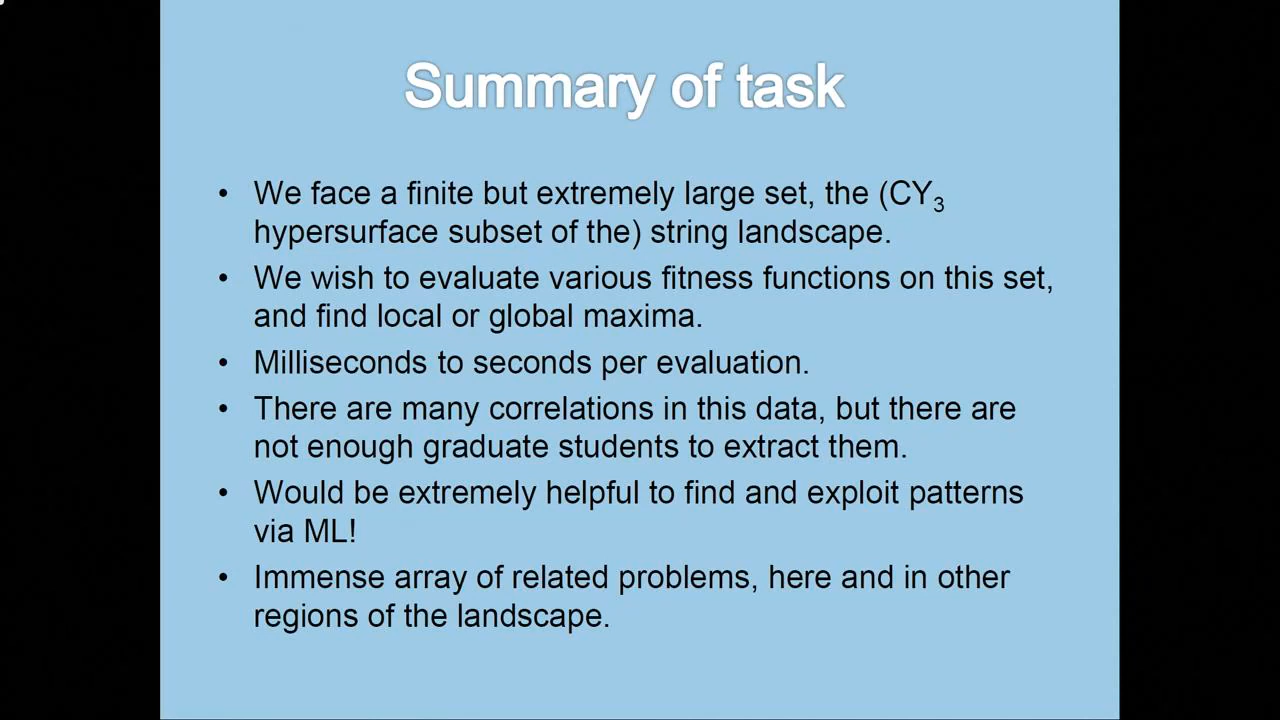 Summary of task
• We face a finite but extremely large set, the (CY₃
hypersurface subset of the) string landscape.
• We wish to evaluate various fitness functions on this set,
and find local or global maxima.
• Milliseconds to seconds per evaluation.
• There are many correlations in this data, but there are
not enough graduate students to extract them.
• Would be extremely helpful to find and exploit patterns
via ML!
• Immense array of related problems, here and in other
regions of the landscape.